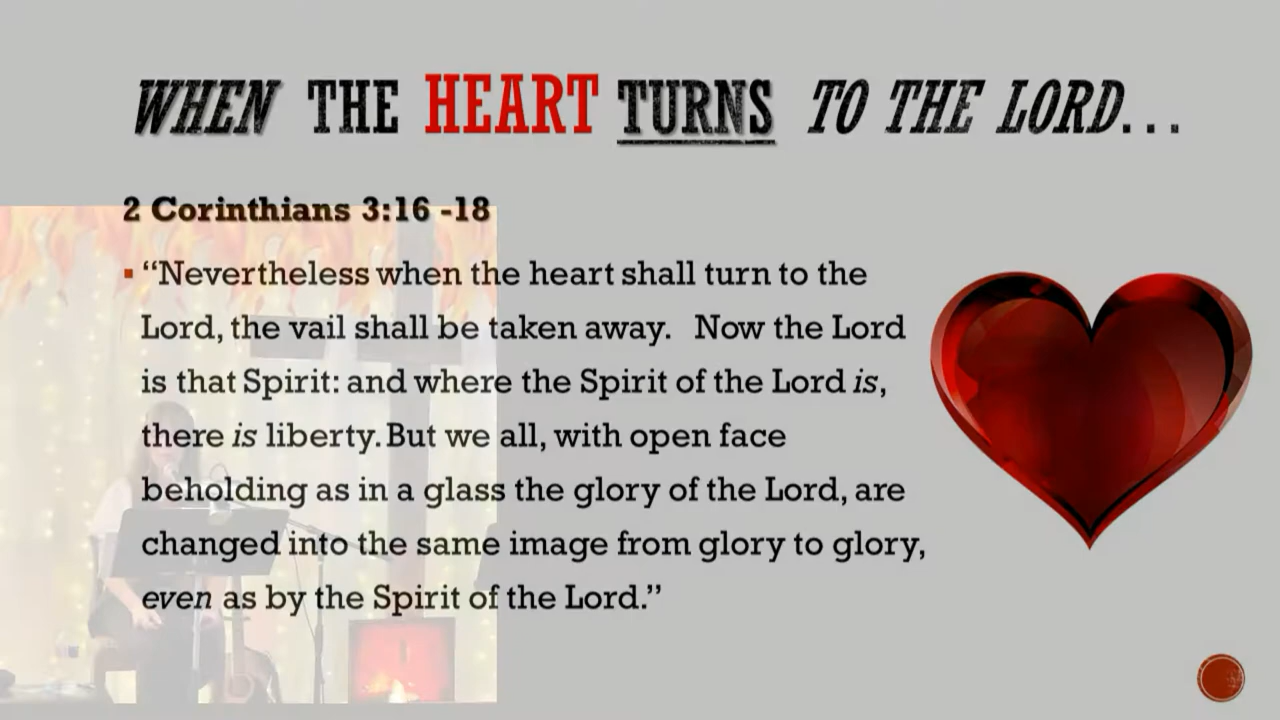 WHEN THE HEART TURNS TO THE LORD...
2 Corinthians 3:16 -18
▪ “Nevertheless when the heart shall turn to the
Lord, the vail shall be taken away. Now the Lord
is that Spirit: and where the Spirit of the Lord is,
there is liberty. But we all, with open face
beholding as in a glass the glory of the Lord, are
changed into the same image from glory to glory,
even as by the Spirit of the Lord.”